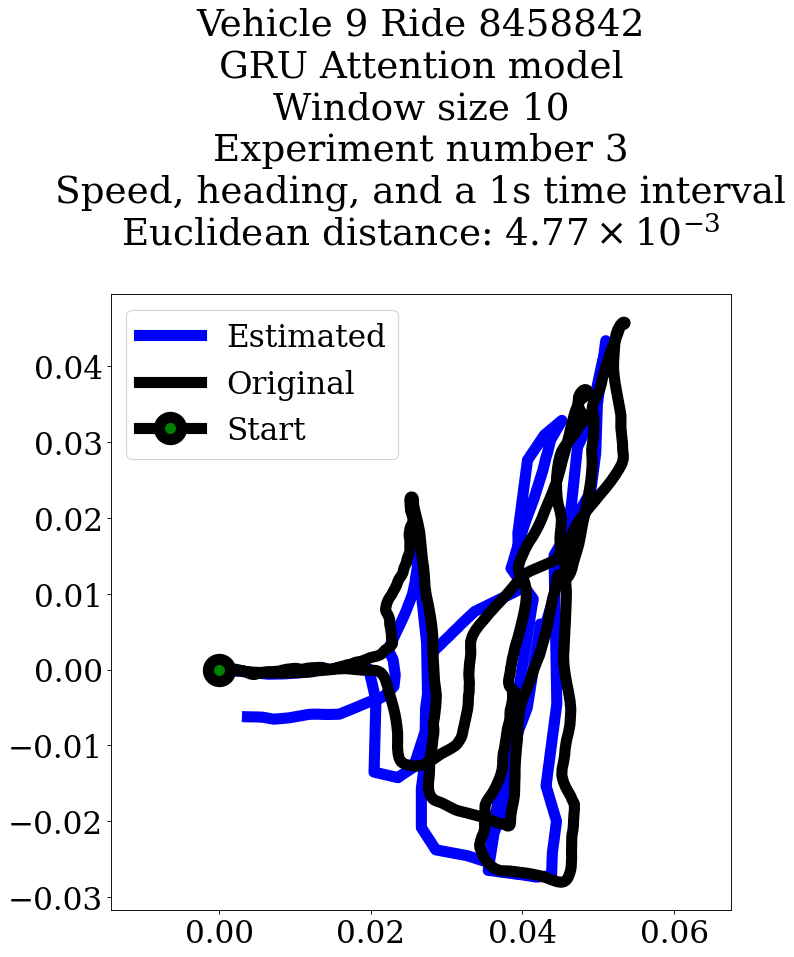 Vehicle 9 Ride 8458842
GRU Attention model
Window size 10
Experiment number 3
Speed, heading, and a 1s time interval
Euclidean distance: 4.77 × 10⁻³
Estimated
Original
Start
0.04
0.03
0.02
0.01
0.00
−0.01
−0.02
−0.03
0.00 0.02 0.04 0.06